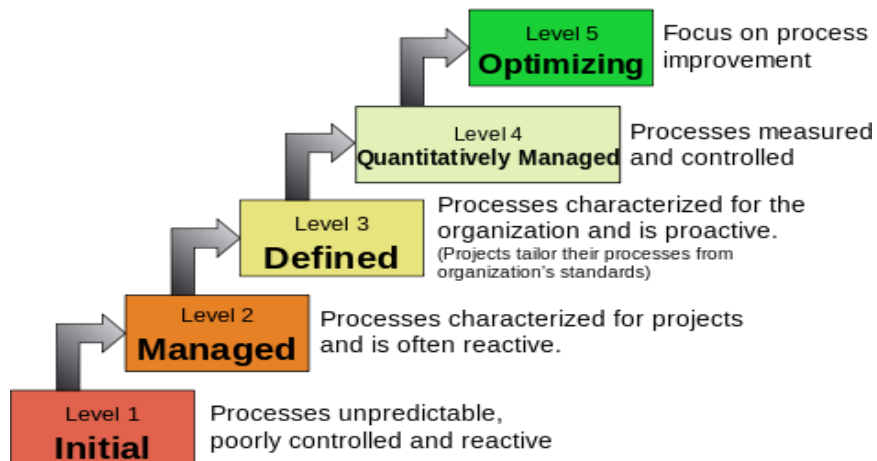 Level 5
Optimizing
Focus on process
improvement
Level 4
Quantitatively Managed
Processes measured
and controlled
Level 3
Defined
Processes characterized for the
organization and is proactive.
(Projects tailor their processes from
organization's standards)
Level 2
Managed
Processes characterized for projects
and is often reactive.
Level 1
Initial
Processes unpredictable,
poorly controlled and reactive